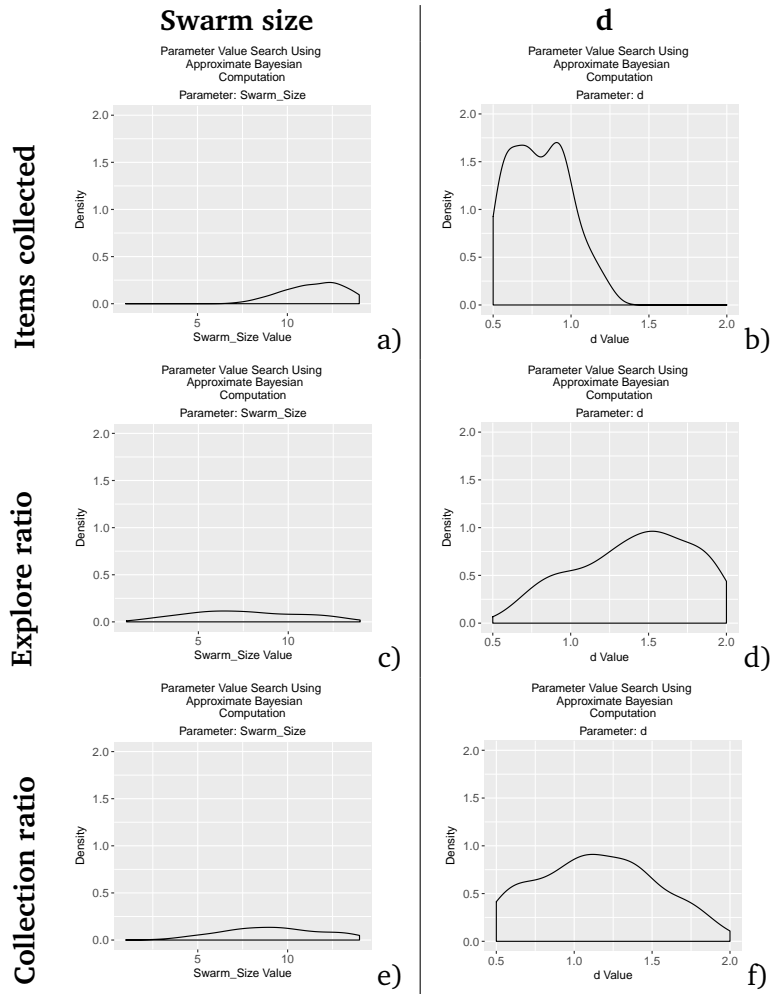 Swarm size
d
Items collected
Parameter Value Search Using
Approximate Bayesian
Computation
Parameter: Swarm_Size
2.0
1.5
1.0
0.5
0.0
Density
5
10
Swarm_Size Value
a)
Parameter Value Search Using
Approximate Bayesian
Computation
Parameter: d
2.0
1.5
1.0
0.5
0.0
Density
0.5
1.0
1.5
2.0
d Value
b)
Explore ratio
Parameter Value Search Using
Approximate Bayesian
Computation
Parameter: Swarm_Size
2.0
1.5
1.0
0.5
0.0
Density
5
10
Swarm_Size Value
c)
Parameter Value Search Using
Approximate Bayesian
Computation
Parameter: d
2.0
1.5
1.0
0.5
0.0
Density
0.5
1.0
1.5
2.0
d Value
d)
Collection ratio
Parameter Value Search Using
Approximate Bayesian
Computation
Parameter: Swarm_Size
2.0
1.5
1.0
0.5
0.0
Density
5
10
Swarm_Size Value
e)
Parameter Value Search Using
Approximate Bayesian
Computation
Parameter: d
2.0
1.5
1.0
0.5
0.0
Density
0.5
1.0
1.5
2.0
d Value
f)